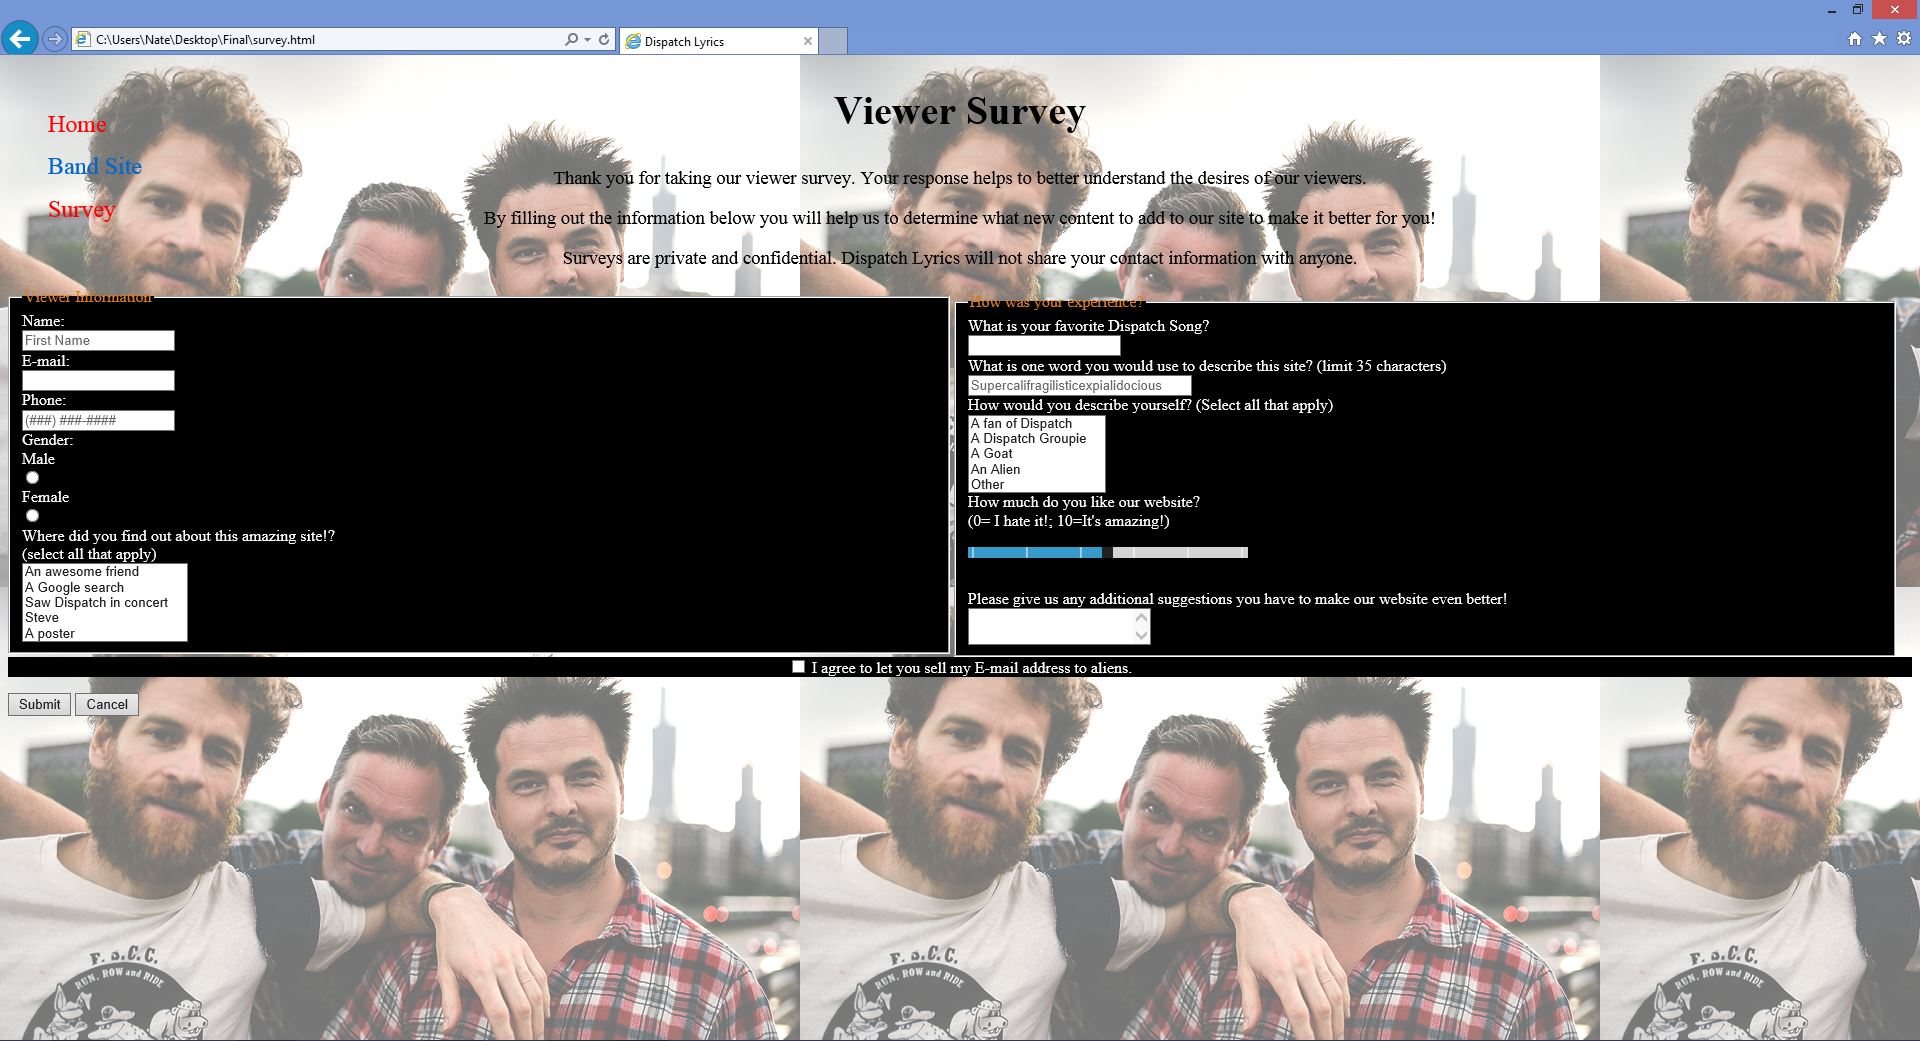 C:\Users\Nate\Desktop\Final\survey.html
Dispatch Lyrics
Viewer Survey
Home
Band Site
Survey
Thank you for taking our viewer survey. Your response helps to better understand the desires of our viewers.
By filling out the information below you will help us to determine what new content to add to our site to make it better for you!
Surveys are private and confidential. Dispatch Lyrics will not share your contact information with anyone.
Viewer Information
Name:
First Name
E-mail:
Phone:
(###) ###-####
Gender:
Male
Female
Where did you find out about this amazing site!?
(select all that apply)
An awesome friend
A Google search
Saw Dispatch in concert
Steve
A poster
How was your experience?
What is your favorite Dispatch Song?
What is one word you would use to describe this site? (limit 35 characters)
Supercalifragilisticexpialidocious
How would you describe yourself? (Select all that apply)
A fan of Dispatch
A Dispatch Groupie
A Goat
An Alien
Other
How much do you like our website?
(0= I hate it!; 10=It's amazing!)
Please give us any additional suggestions you have to make our website even better!
I agree to let you sell my E-mail address to aliens.
Submit Cancel
F. S.C.C.
RUN, ROW and RIDE
F. S.C.C.
RUN, ROW and RIDE
F. S.C.C.
RUN, ROW and RIDE